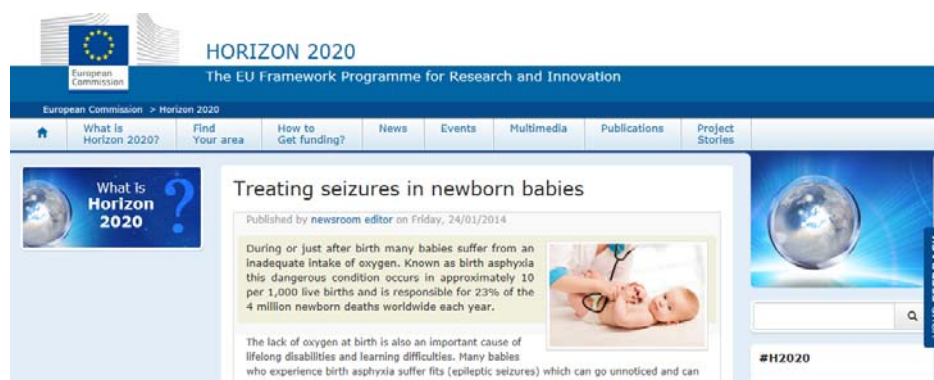 HORIZON 2020
European
Commission
The EU Framework Programme for Research and Innovation
European Commission > Horizon 2020
What is
Horizon 2020?
Find
Your area
How to
Get funding?
News
Events
Multimedia
Publications
Project
Stories
What is
Horizon
2020
?
Treating seizures in newborn babies
Published by newsroom editor on Friday, 24/01/2014
During or just after birth many babies suffer from an
inadequate intake of oxygen. Known as birth asphyxia
this dangerous condition occurs in approximately 10
per 1,000 live births and is responsible for 23% of the
4 million newborn deaths worldwide each year.
The lack of oxygen at birth is also an important cause of
lifelong disabilities and learning difficulties. Many babies
who experience birth asphyxia suffer fits (epileptic seizures) which can go unnoticed and can
#H2020